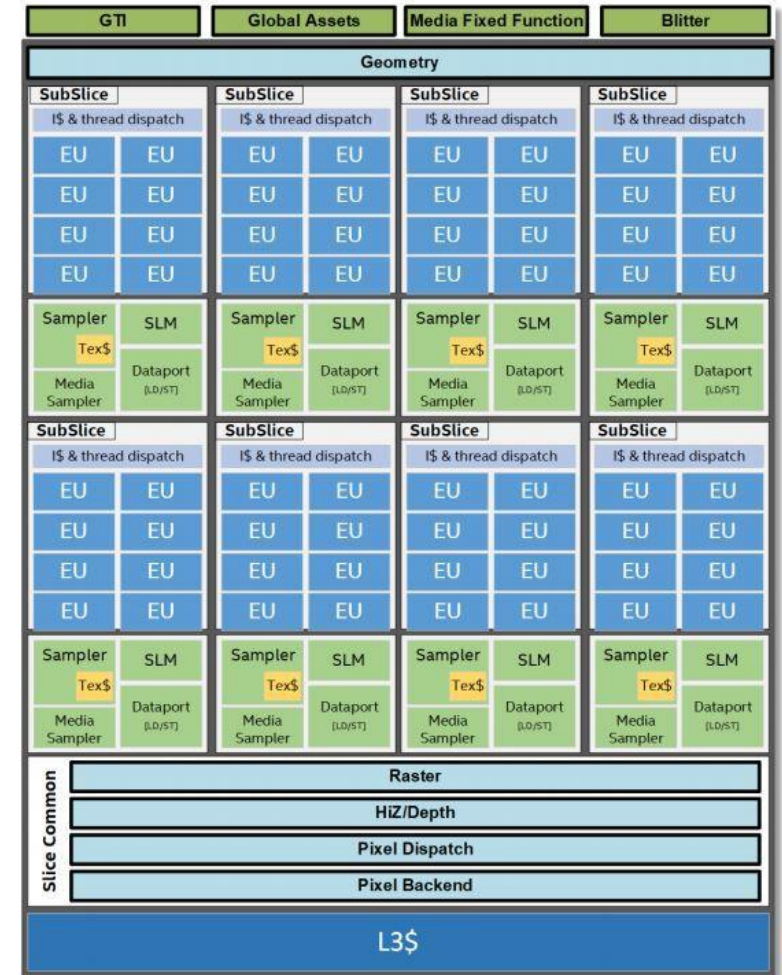 GTI Global Assets Media Fixed Function Blitter
Geometry
SubSlice SubSlice SubSlice SubSlice
I$ & thread dispatch I$ & thread dispatch I$ & thread dispatch I$ & thread dispatch
EU EU EU EU EU EU EU EU
EU EU EU EU EU EU EU EU
EU EU EU EU EU EU EU EU
EU EU EU EU EU EU EU EU
Sampler SLM Sampler SLM Sampler SLM Sampler SLM
Tex$ Tex$ Tex$ Tex$
Dataport Dataport Dataport Dataport
Media [LD/ST] Media [LD/ST] Media [LD/ST] Media [LD/ST]
Sampler Sampler Sampler Sampler
SubSlice SubSlice SubSlice SubSlice
I$ & thread dispatch I$ & thread dispatch I$ & thread dispatch I$ & thread dispatch
EU EU EU EU EU EU EU EU
EU EU EU EU EU EU EU EU
EU EU EU EU EU EU EU EU
EU EU EU EU EU EU EU EU
Sampler SLM Sampler SLM Sampler SLM Sampler SLM
Tex$ Tex$ Tex$ Tex$
Dataport Dataport Dataport Dataport
Media [LD/ST] Media [LD/ST] Media [LD/ST] Media [LD/ST]
Sampler Sampler Sampler Sampler
Slice Common
Raster
HiZ/Depth
Pixel Dispatch
Pixel Backend
L3$